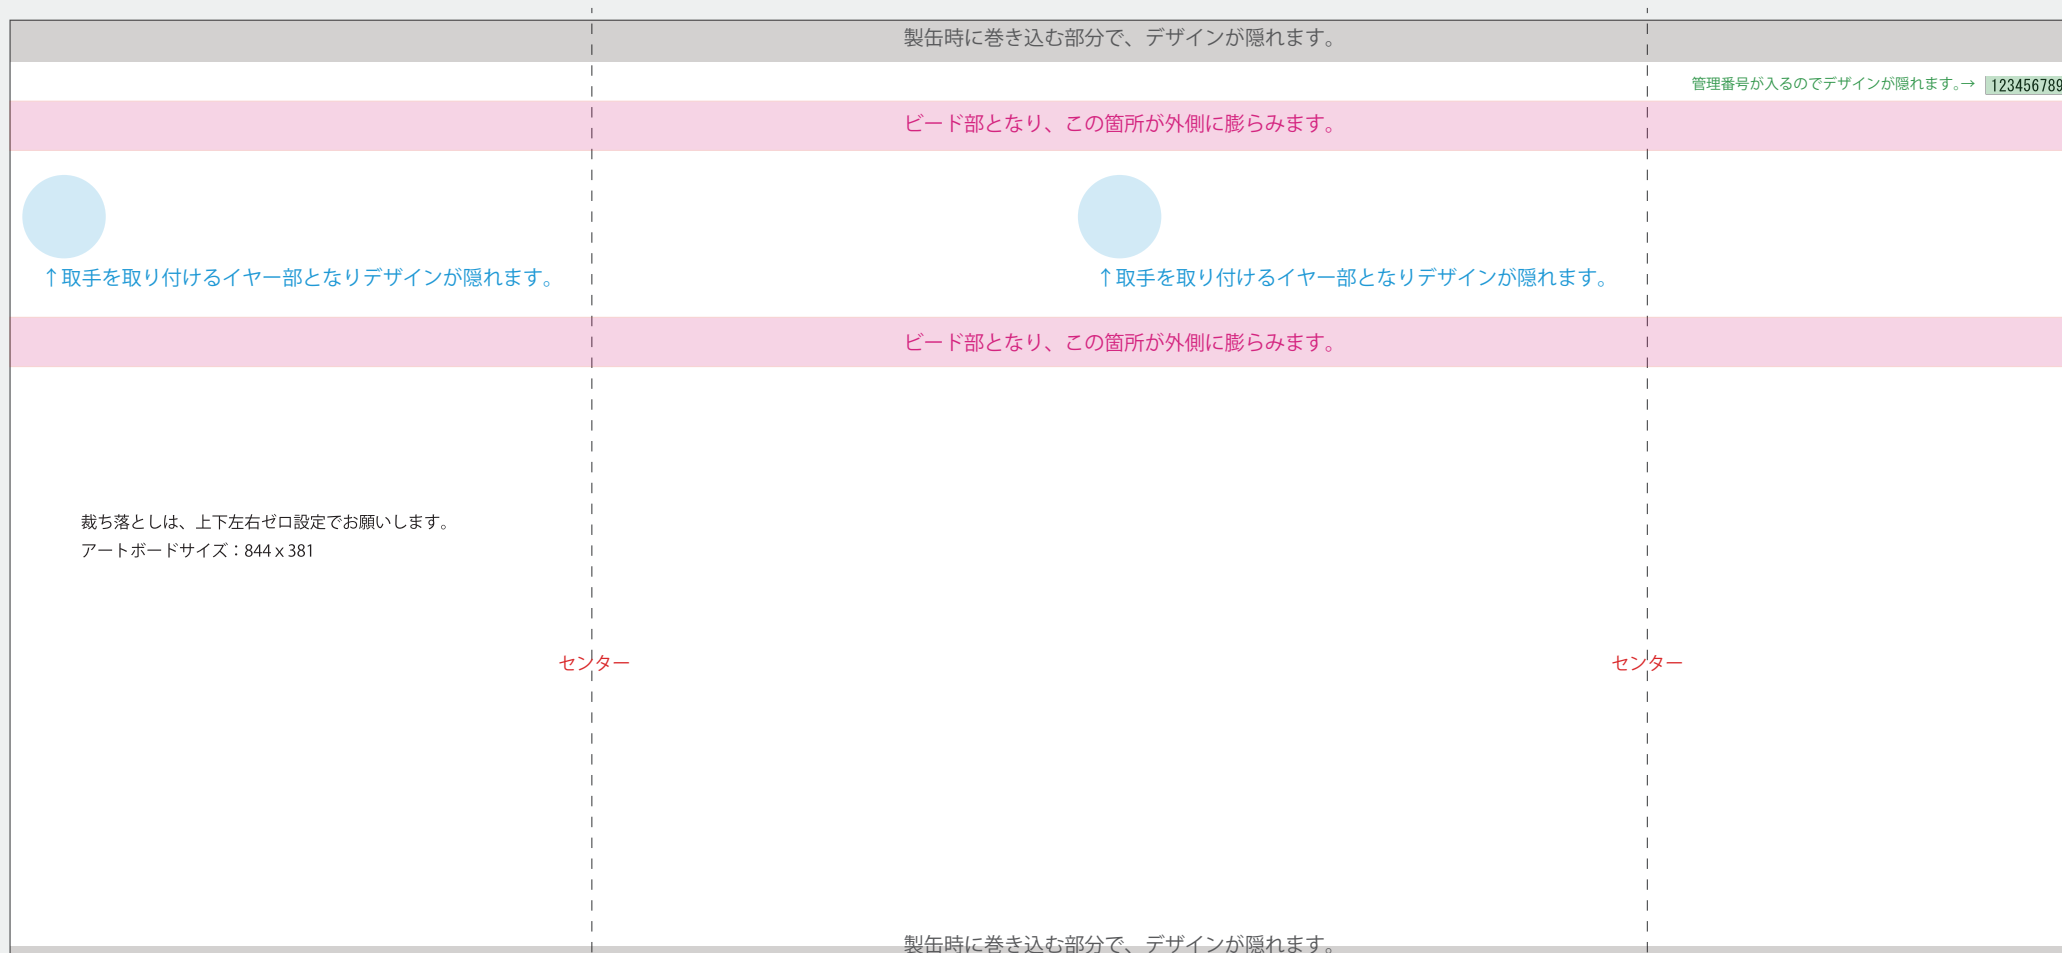 製缶時に巻き込む部分で、デザインが隠れます。
管理番号が入るのでデザインが隠れます。→ 123456789
ビード部となり、この箇所が外側に膨らみます。
↑取手を取り付けるイヤー部となりデザインが隠れます。
↑取手を取り付けるイヤー部となりデザインが隠れます。
ビード部となり、この箇所が外側に膨らみます。
裁ち落としは、上下左右ゼロ設定でお願いします。
アートボードサイズ：844 x 381
センター
センター
製缶時に巻き込む部分で、デザインが隠れます。